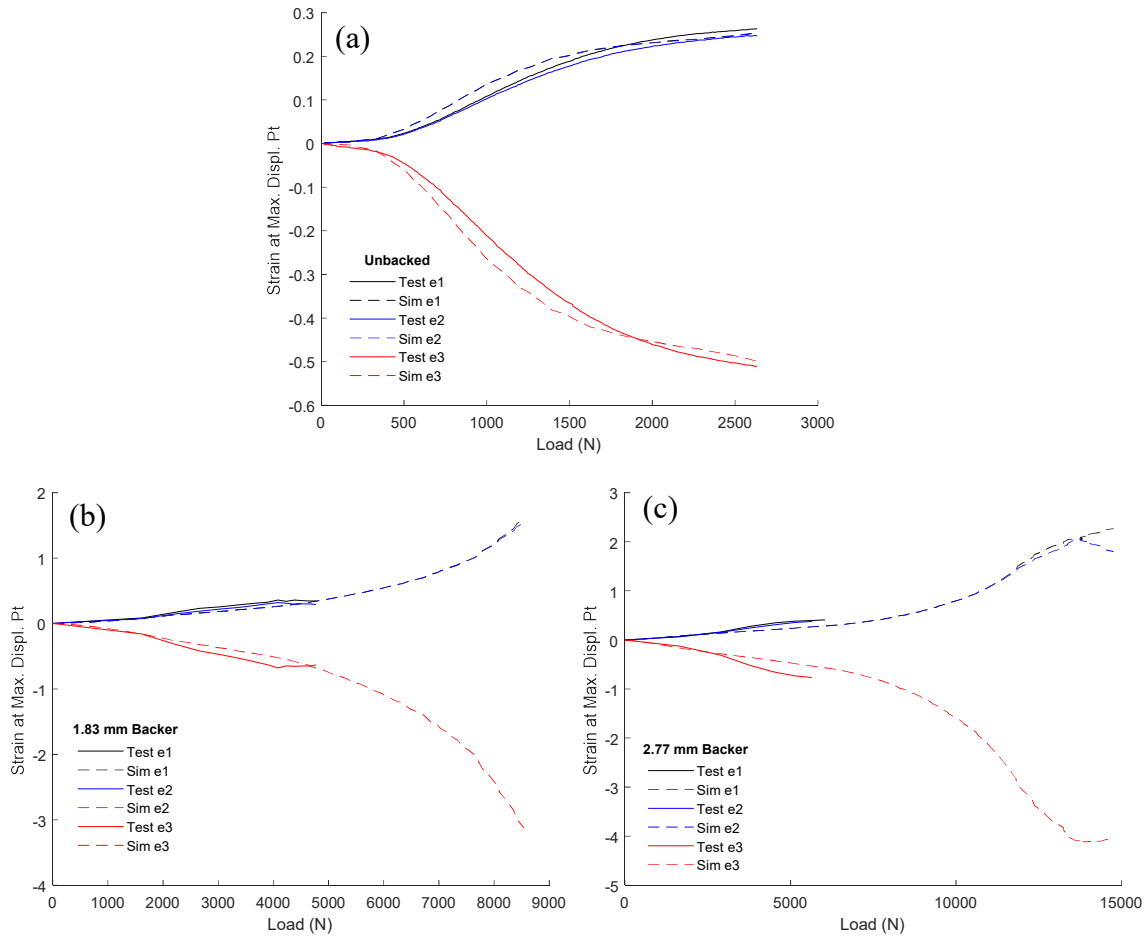 (a)
0.3
0.2
0.1
0
-0.1
-0.2
-0.3
-0.4
-0.5
-0.6
Strain at Max. Displ. Pt
Unbacked
Test e1
Sim e1
Test e2
Sim e2
Test e3
Sim e3
0 500 1000 1500 2000 2500 3000
Load (N)
(b)
2
1
0
-1
-2
-3
-4
Strain at Max. Displ. Pt
1.83 mm Backer
Test e1
Sim e1
Test e2
Sim e2
Test e3
Sim e3
0 1000 2000 3000 4000 5000 6000 7000 8000 9000
Load (N)
(c)
3
2
1
0
-1
-2
-3
-4
-5
Strain at Max. Displ. Pt
2.77 mm Backer
Test e1
Sim e1
Test e2
Sim e2
Test e3
Sim e3
0 5000 10000 15000
Load (N)